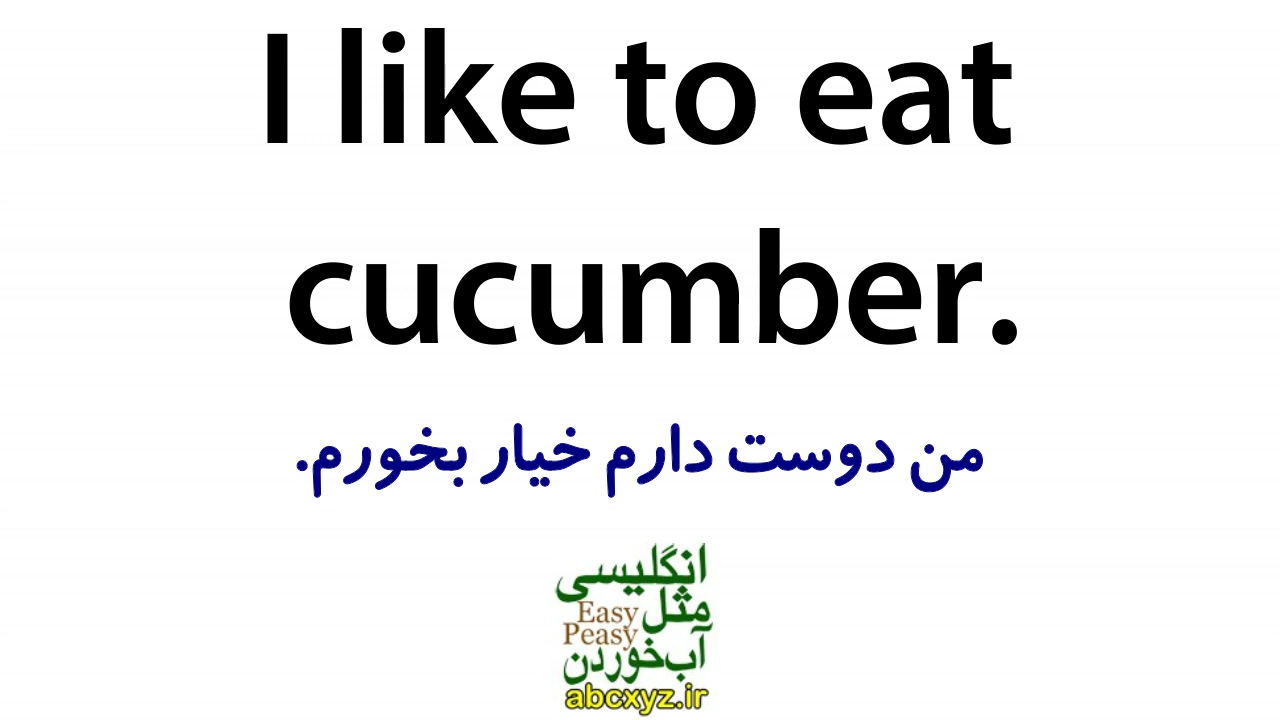 I like to eat
cucumber.
من دوست دارم خیار بخورم.
انگلیسی
مثل Easy
Peasy
آب‌خوردن
abcxyz.ir